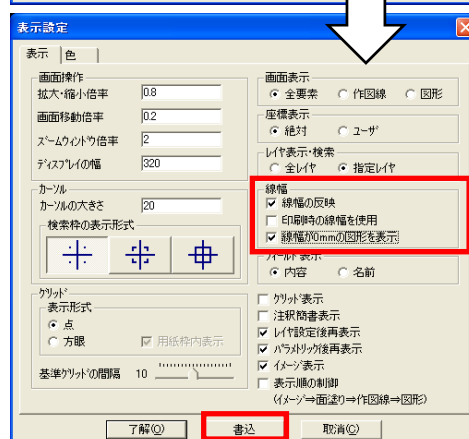 表示設定
表示 色
画面操作
拡大・縮小倍率 0.8
画面移動倍率 0.2
ズームウィンドウ倍率 2
ディスプレイの幅 320
カーソル
カーソルの大きさ 20
検索枠の表示形式
グリッド
表示形式
点
方眼 用紙枠内表示
基準グリッドの間隔 10
画面表示
全要素 作図線 図形
座標表示
絶対 ユーザ
レイヤ表示・検索
全レイヤ 指定レイヤ
線幅
線幅の反映
印刷時の線幅を使用
線幅が0mmの図形を表示
フィールド表示
内容 名前
グリッド表示
注釈簡書表示
レイヤ設定後再表示
パラメトリック後再表示
イメージ表示
表示順の制御
(イメージ⇒面塗り⇒作図線⇒図形)
了解(O) 書込 取消(C)